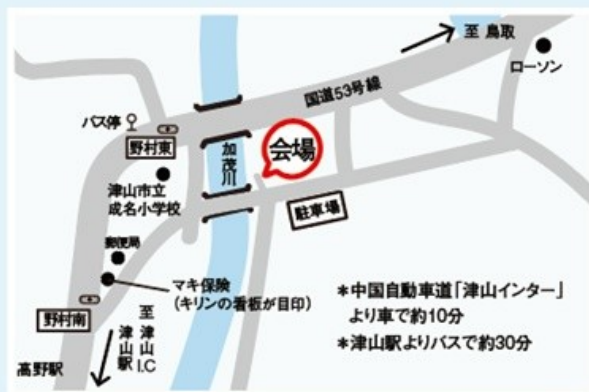 至 鳥取
ローソン
国道53号線
バス停
野村東
加茂川
会場
津山市立
成名小学校
駐車場
郵便局
マキ保険
(キリンの看板が目印)
野村南
至 津山I.C
津山駅
高野駅
*中国自動車道「津山インター」
より車で約10分
*津山駅よりバスで約30分